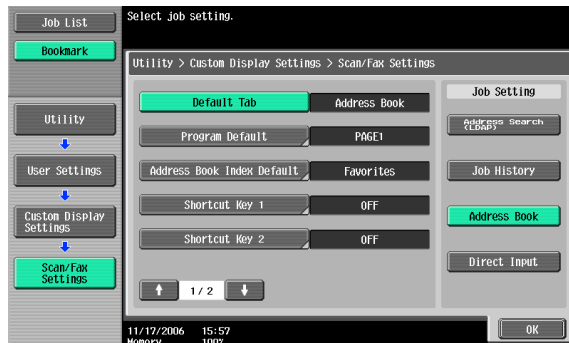 Job List
Bookmark
Utility
User Settings
Custom Display
Settings
Scan/Fax
Settings
Select job setting.
Utility > Custom Display Settings > Scan/Fax Settings
Default Tab Address Book
Program Default PAGE1
Address Book Index Default Favorites
Shortcut Key 1 OFF
Shortcut Key 2 OFF
1/ 2
Job Setting
Address Search
(LDAP)
Job History
Address Book
Direct Input
11/17/2006 15:57
Memory 100%
OK